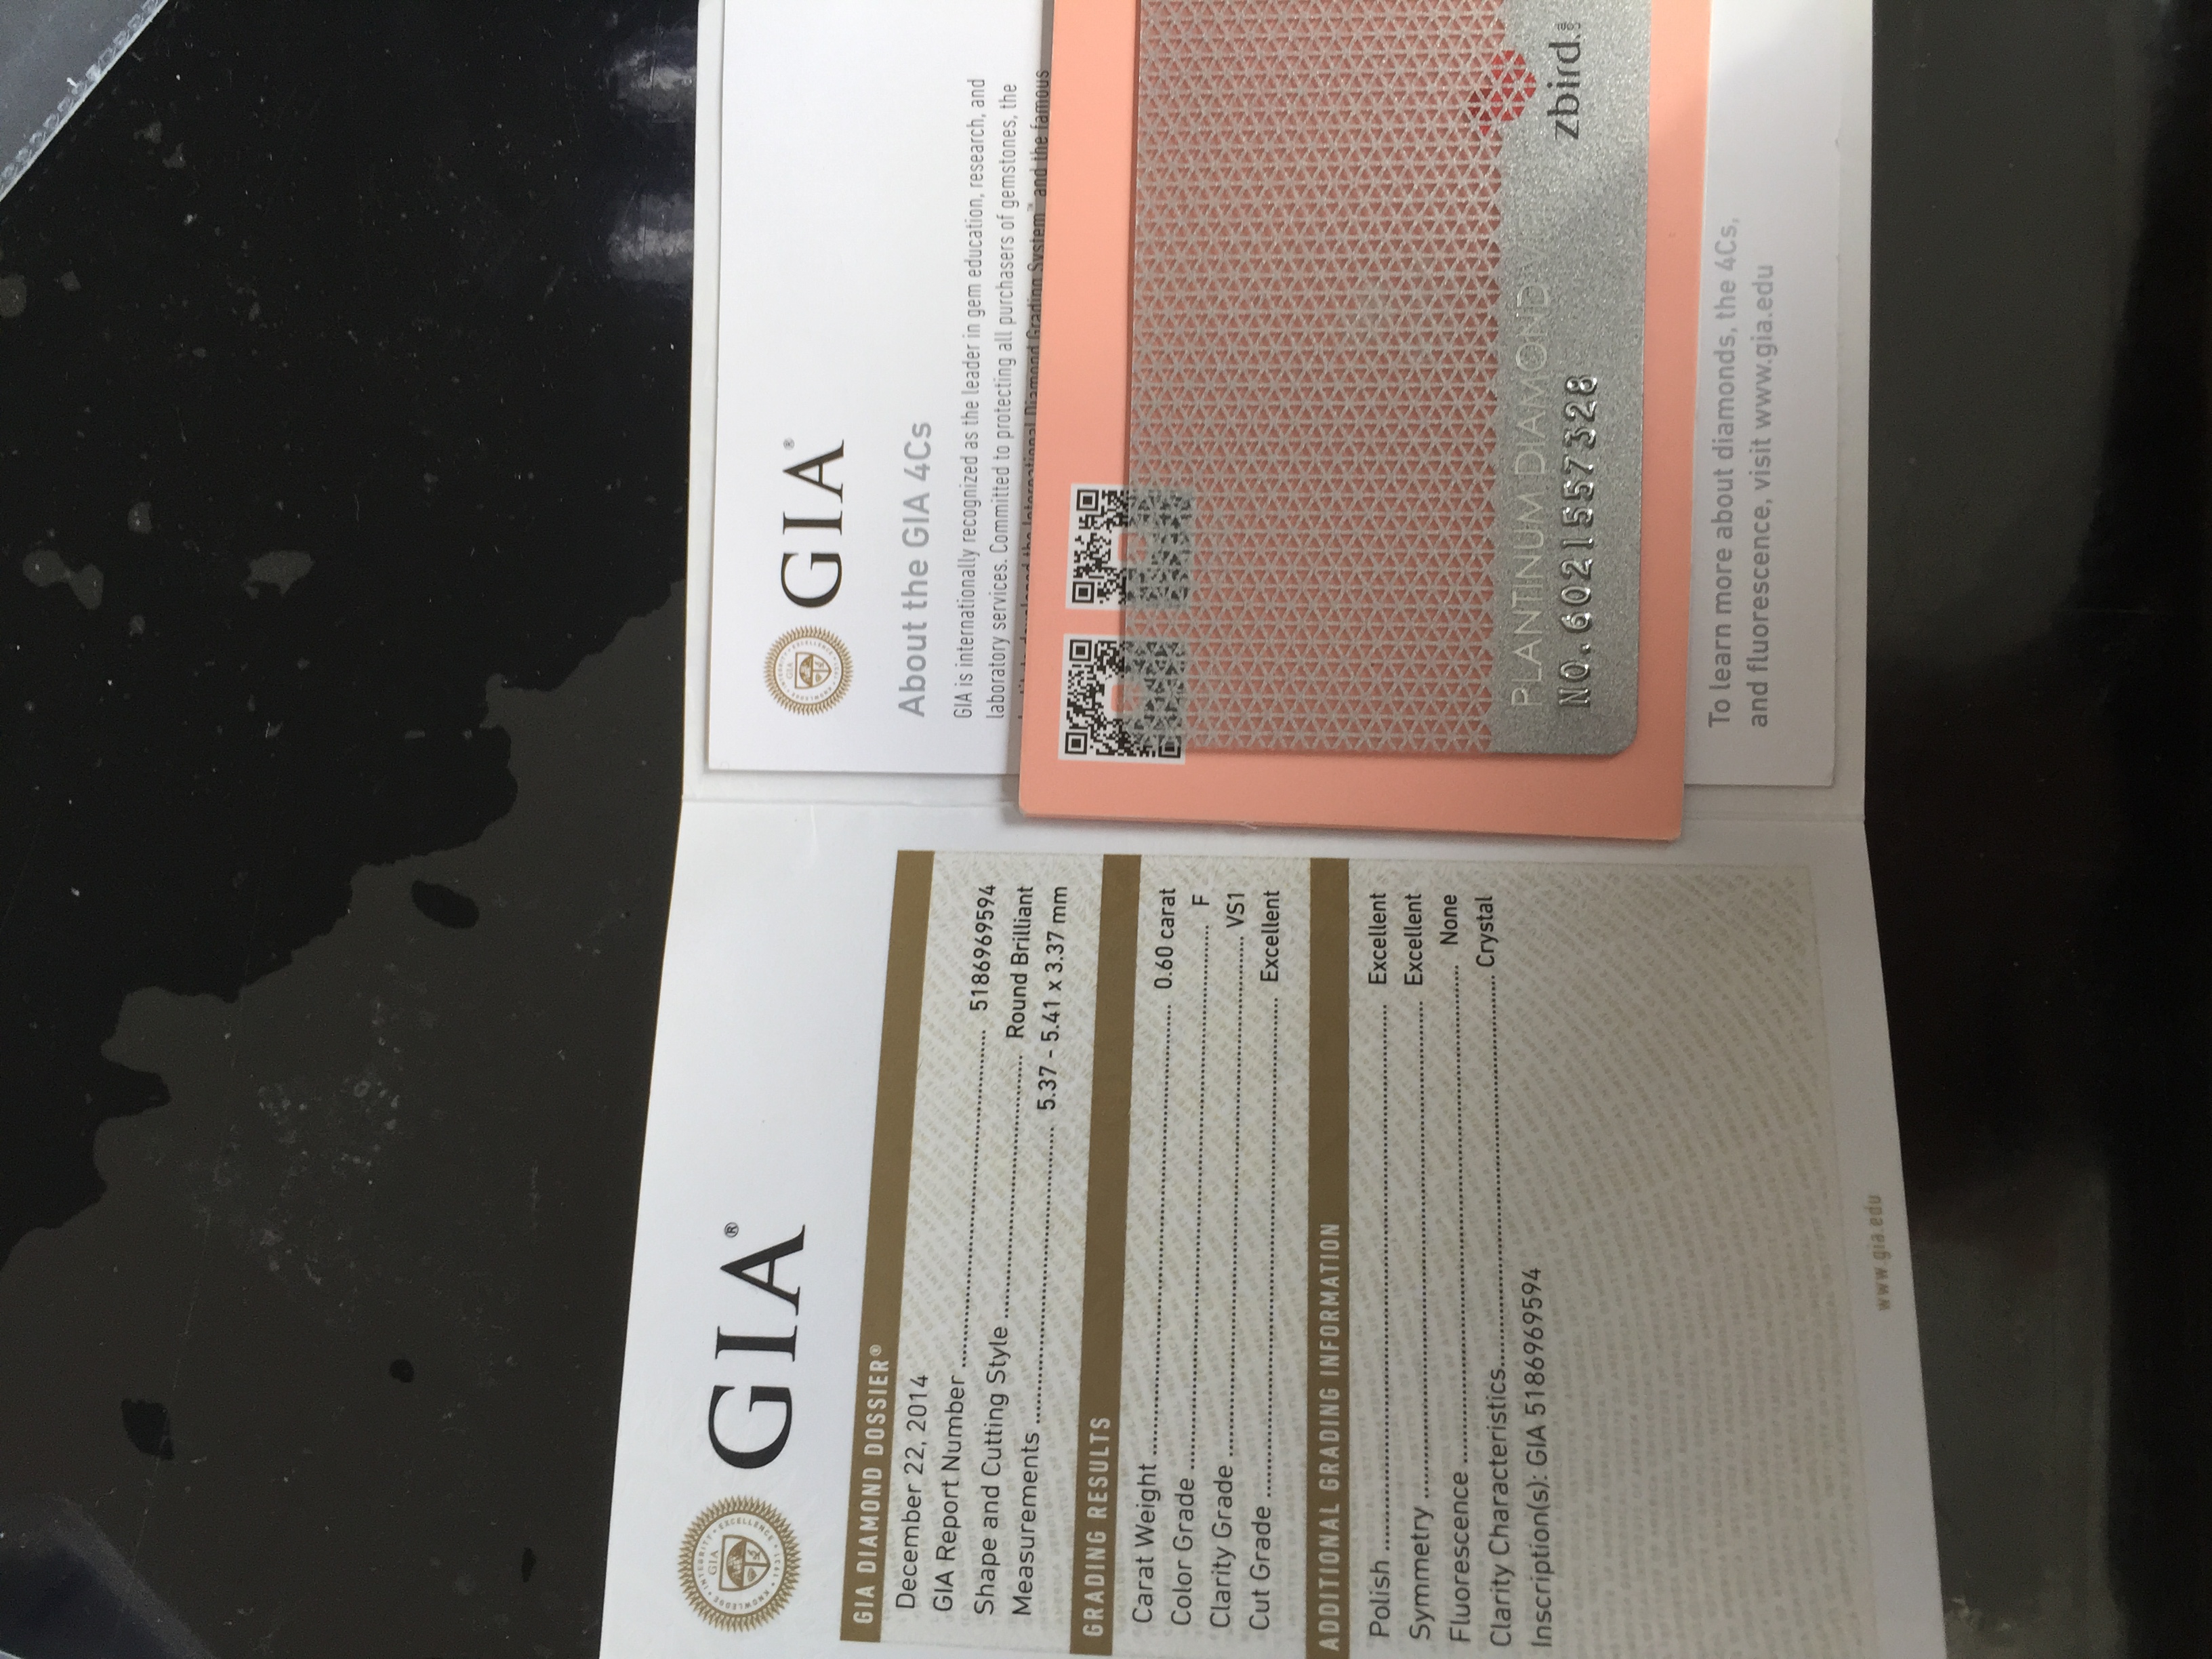 GIA®
GIA DIAMOND DOSSIER®
December 22, 2014
GIA Report Number ........ 5186969594
Shape and Cutting Style ........ Round Brilliant
Measurements ........ 5.37 - 5.41 x 3.37 mm
GRADING RESULTS
Carat Weight ........ 0.60 carat
Color Grade ........ F
Clarity Grade ........ VS1
Cut Grade ........ Excellent
ADDITIONAL GRADING INFORMATION
Polish ........ Excellent
Symmetry ........ Excellent
Fluorescence ........ None
Clarity Characteristics ........ Crystal
Inscription(s): GIA 5186969594
www.gia.edu
GIA®
About the GIA 4Cs
GIA is internationally recognized as the leader in gem education, research, and
laboratory services. Committed to protecting all purchasers of gemstones, the
Institute developed the International Diamond Grading System™ and the famous
PLANTINUM DIAMOND
NO.6021557328
zbird.com
To learn more about diamonds, the 4Cs,
and fluorescence, visit www.gia.edu